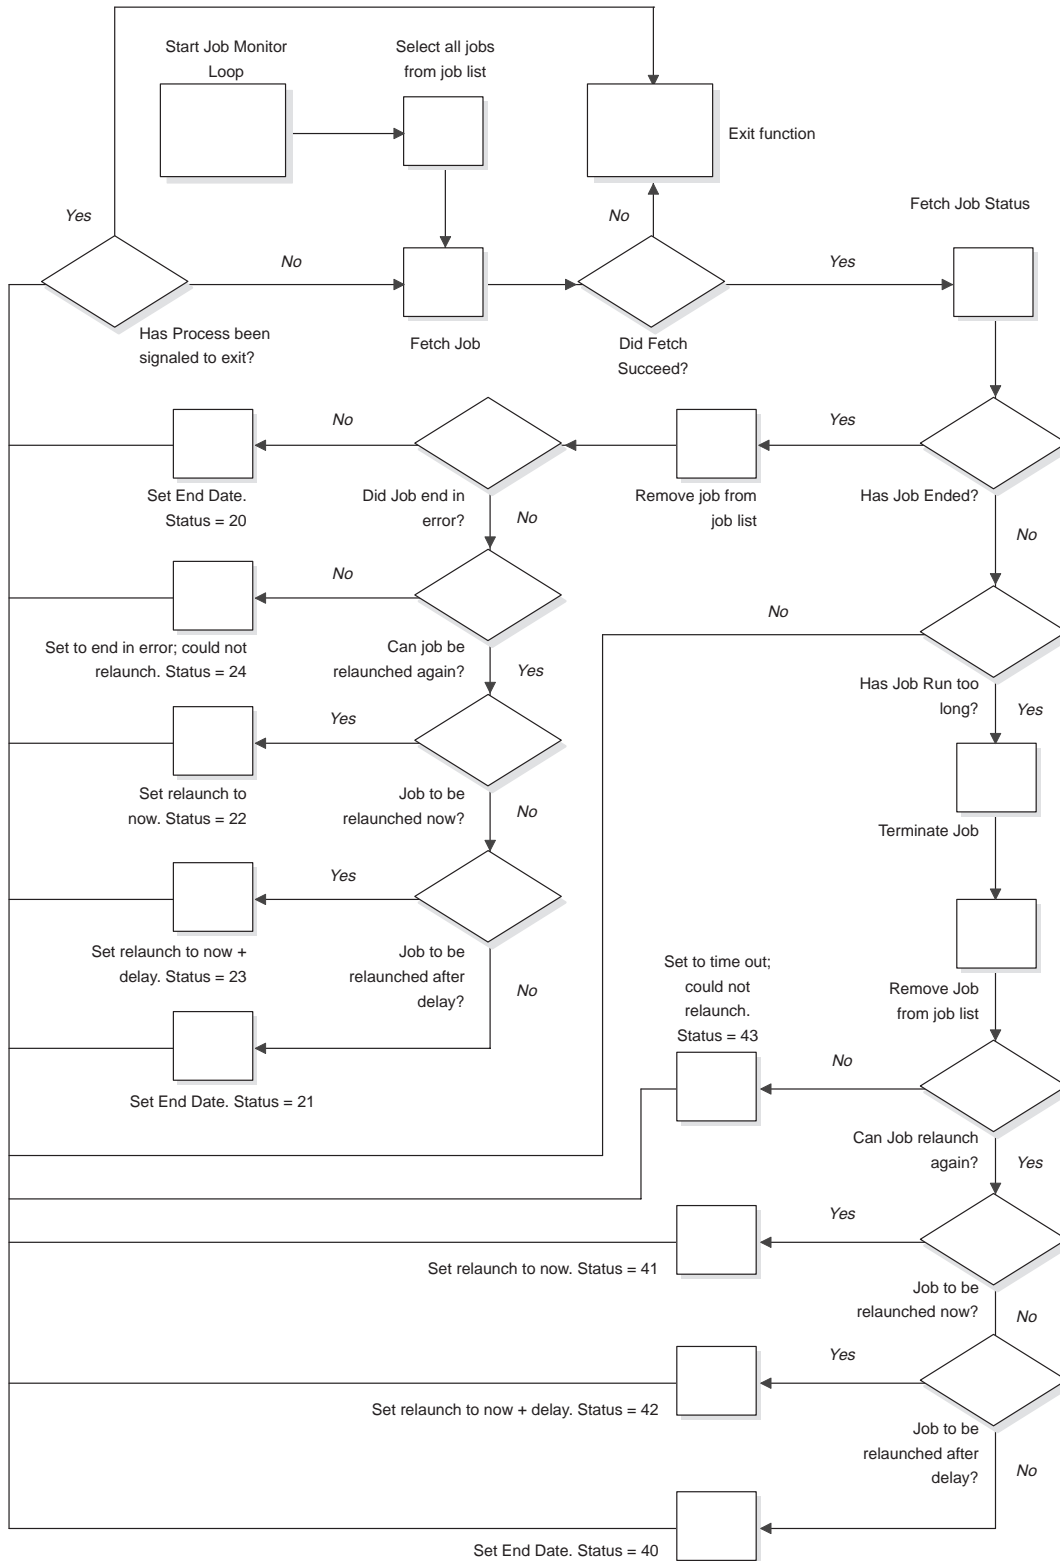 Start Job Monitor
Loop
Select all jobs
from job list
Exit function
Yes
No
Fetch Job Status
No
Yes
Has Process been
signaled to exit?
Fetch Job
Did Fetch
Succeed?
No
Yes
Set End Date.
Status = 20
Did Job end in
error?
Remove job from
job list
Has Job Ended?
No
No
No
No
Set to end in error; could not
relaunch. Status = 24
Can job be
relaunched again?
Yes
Has Job Run too
long?
Yes
Yes
Set relaunch to
now. Status = 22
Job to be
relaunched now?
No
Terminate Job
Yes
Set relaunch to now +
delay. Status = 23
Job to be
relaunched after
delay?
No
Set to time out;
could not
relaunch.
Status = 43
Remove Job
from job list
No
Set End Date. Status = 21
Can Job relaunch
again?
Yes
Yes
Set relaunch to now. Status = 41
Job to be
relaunched now?
No
Yes
Set relaunch to now + delay. Status = 42
Job to be
relaunched after
delay?
No
Set End Date. Status = 40